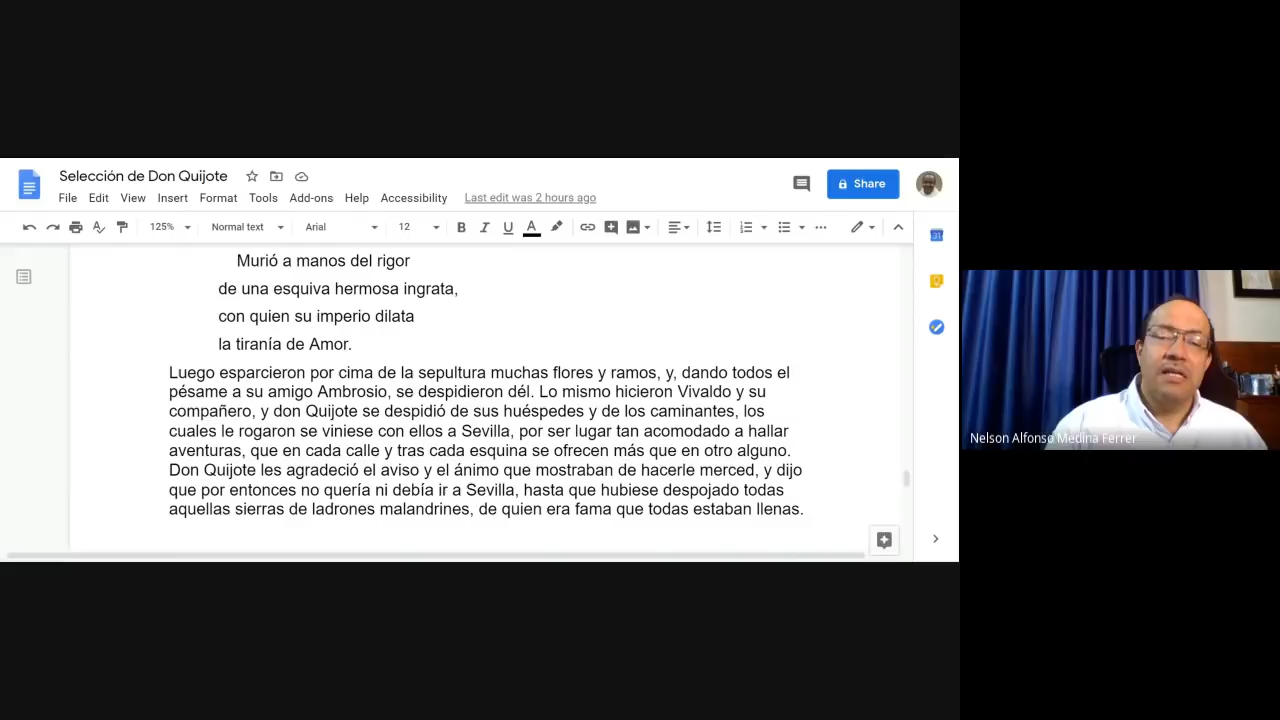 Selección de Don Quijote
File Edit View Insert Format Tools Add-ons Help Accessibility Last edit was 2 hours ago
Share
125% Normal text Arial 12 B I U A
31
Murió a manos del rigor
de una esquiva hermosa ingrata,
con quien su imperio dilata
la tiranía de Amor.
Luego esparcieron por cima de la sepultura muchas flores y ramos, y, dando todos el
pésame a su amigo Ambrosio, se despidieron dél. Lo mismo hicieron Vivaldo y su
compañero, y don Quijote se despidió de sus huéspedes y de los caminantes, los
cuales le rogaron se viniese con ellos a Sevilla, por ser lugar tan acomodado a hallar
aventuras, que en cada calle y tras cada esquina se ofrecen más que en otro alguno.
Don Quijote les agradeció el aviso y el ánimo que mostraban de hacerle merced, y dijo
que por entonces no quería ni debía ir a Sevilla, hasta que hubiese despojado todas
aquellas sierras de ladrones malandrines, de quien era fama que todas estaban llenas.
Nelson Alfonso Medina Ferrer